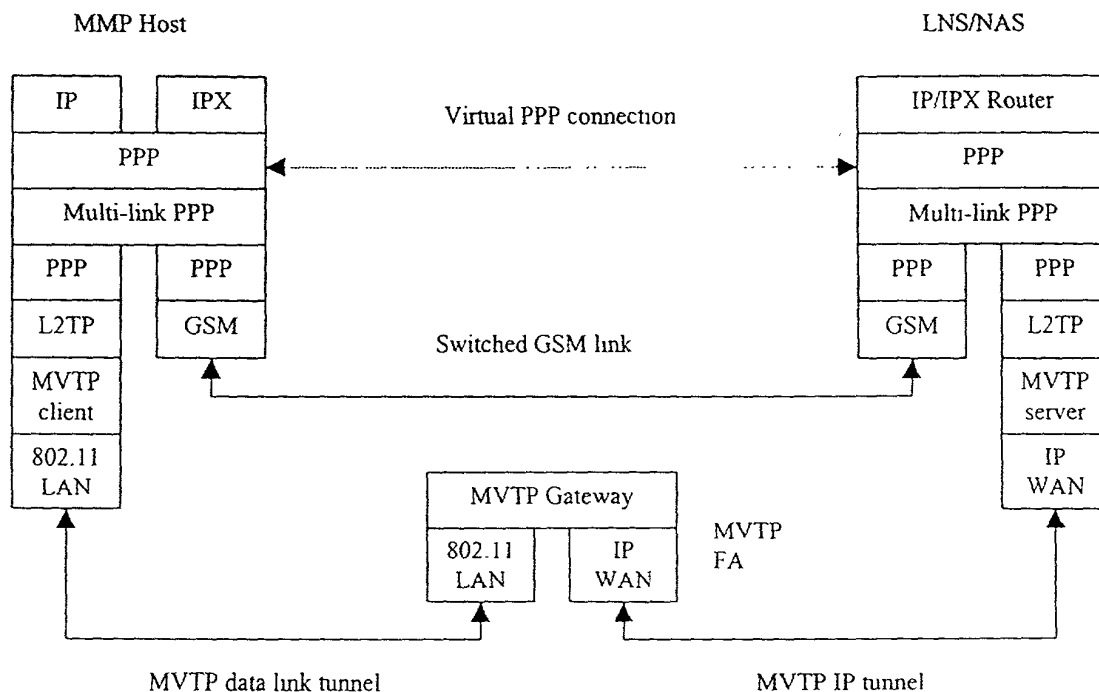 MMP Host
LNS/NAS
IP
IPX
IP/IPX Router
Virtual PPP connection
PPP
PPP
Multi-link PPP
Multi-link PPP
PPP
PPP
PPP
PPP
L2TP
GSM
GSM
L2TP
Switched GSM link
MVTP
client
MVTP
server
802.11
LAN
IP
WAN
MVTP Gateway
802.11
LAN
IP
WAN
MVTP
FA
MVTP data link tunnel
MVTP IP tunnel